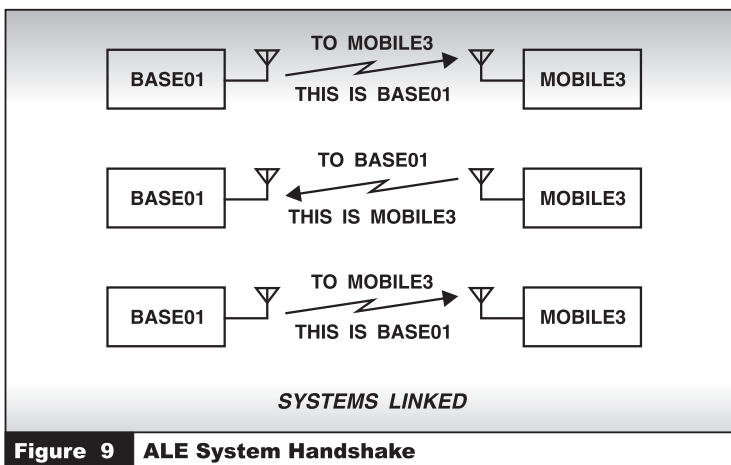 TO MOBILE3
BASE01 MOBILE3
THIS IS BASE01
TO BASE01
BASE01 MOBILE3
THIS IS MOBILE3
TO MOBILE3
BASE01 MOBILE3
THIS IS BASE01
SYSTEMS LINKED
Figure 9 ALE System Handshake